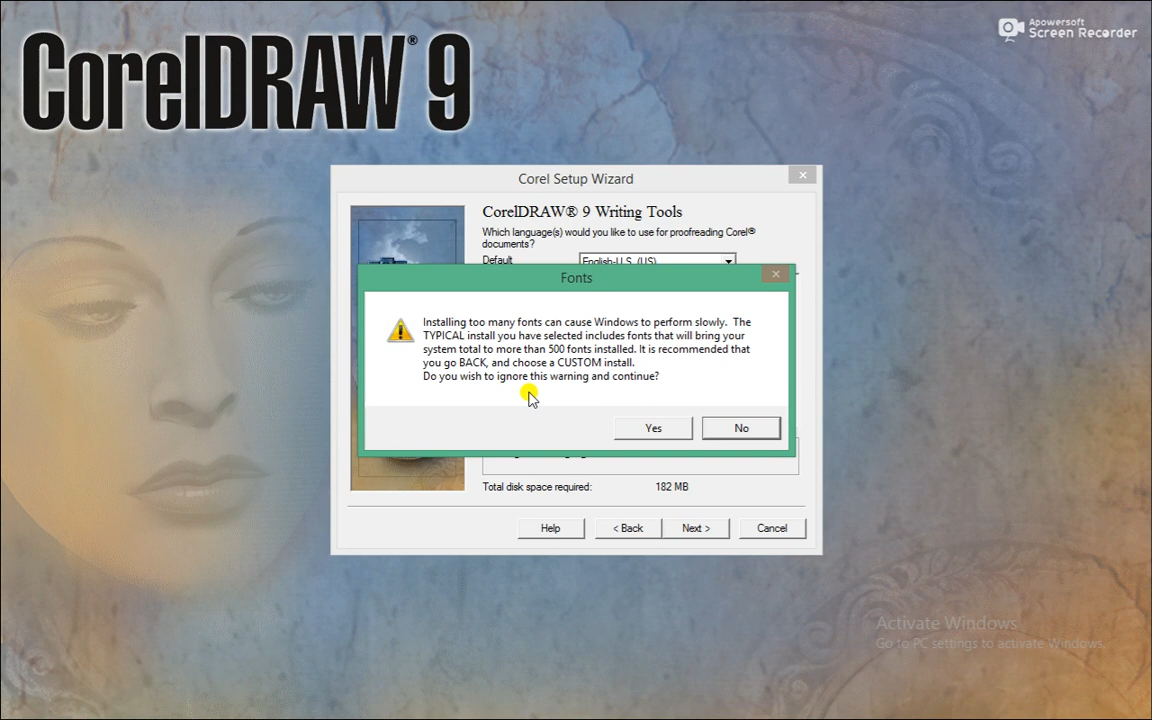 CorelDRAW® 9
Apowersoft
Screen Recorder
Corel Setup Wizard
CorelDRAW® 9 Writing Tools
Which language(s) would you like to use for proofreading Corel®
documents?
Default
English-U.S. (US)
Fonts
Installing too many fonts can cause Windows to perform slowly. The
TYPICAL install you have selected includes fonts that will bring your
system total to more than 500 fonts installed. It is recommended that
you go BACK, and choose a CUSTOM install.
Do you wish to ignore this warning and continue?
Yes
No
Total disk space required: 182 MB
Help
< Back
Next >
Cancel
Activate Windows
Go to PC settings to activate Windows.